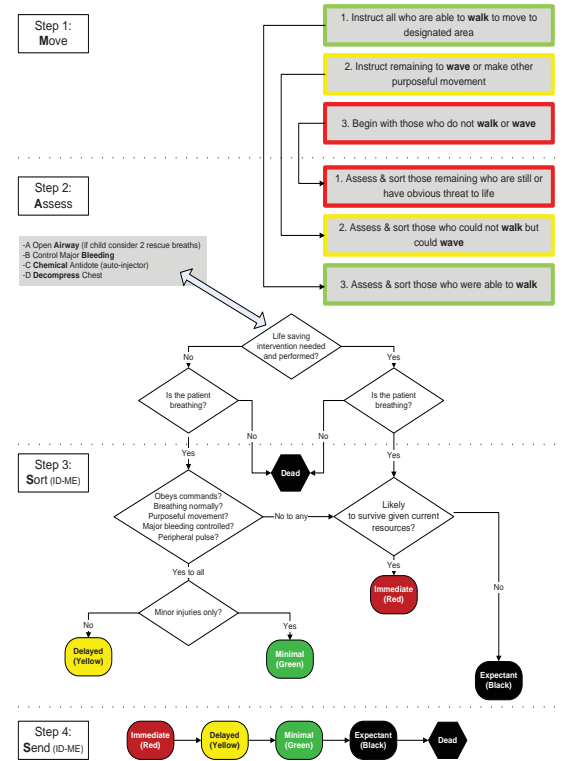 Step 1:
Move
1. Instruct all who are able to walk to move to
designated area
2. Instruct remaining to wave or make other
purposeful movement
3. Begin with those who do not walk or wave
Step 2:
Assess
1. Assess & sort those remaining who are still or
have obvious threat to life
2. Assess & sort those who could not walk but
could wave
3. Assess & sort those who were able to walk
-A Open Airway (if child consider 2 rescue breaths)
-B Control Major Bleeding
-C Chemical Antidote (auto-injector)
-D Decompress Chest
Life saving
intervention needed
and performed?
No
Yes
Is the patient
breathing?
Is the patient
breathing?
No
No
Yes
Yes
Dead
Step 3:
Sort (ID-ME)
Obeys commands?
Breathing normally?
Purposeful movement?
Major bleeding controlled?
Peripheral pulse?
No to any
Likely
to survive given current
resources?
Yes to all
Yes
No
Immediate
(Red)
Minor injuries only?
No
Yes
Delayed
(Yellow)
Minimal
(Green)
Expectant
(Black)
Step 4:
Send (ID-ME)
Immediate
(Red)
Delayed
(Yellow)
Minimal
(Green)
Expectant
(Black)
Dead